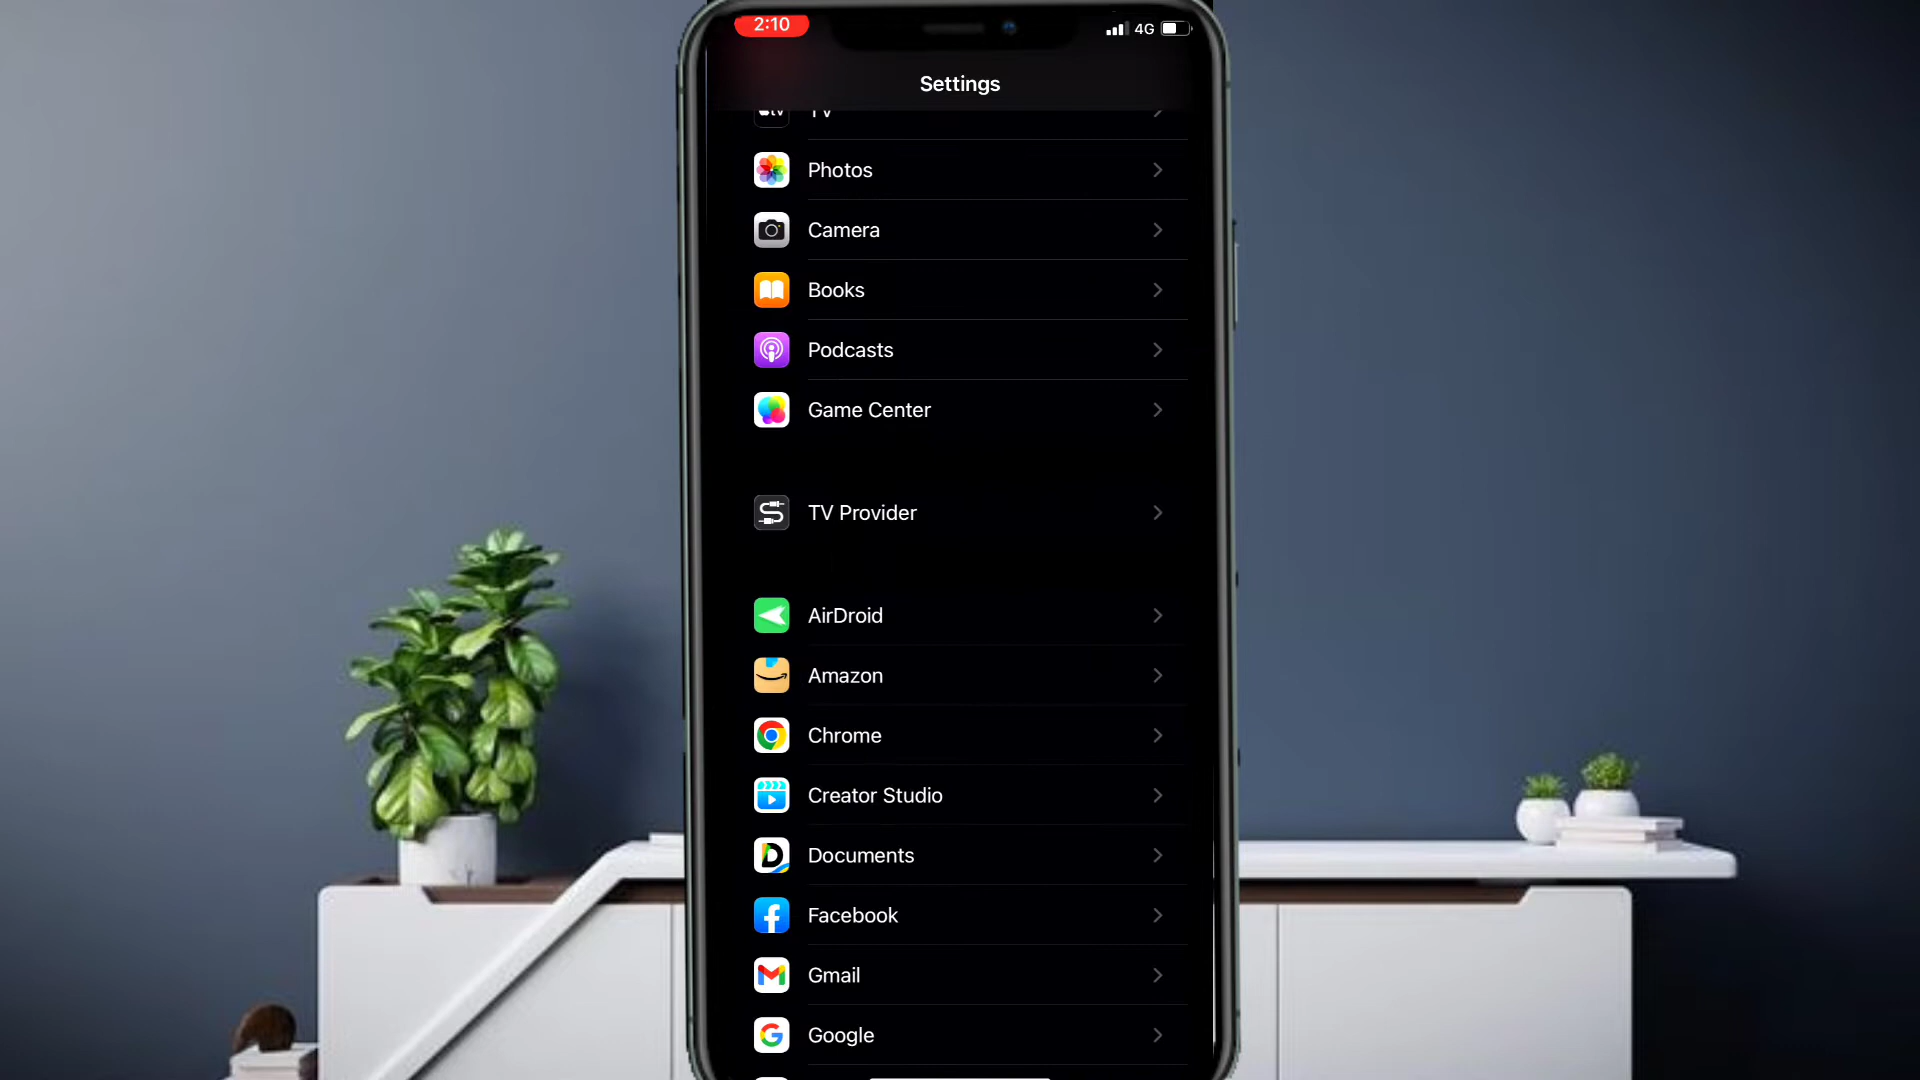 2:10
4G
Settings
TV
Photos
Camera
Books
Podcasts
Game Center
TV Provider
AirDroid
Amazon
Chrome
Creator Studio
Documents
Facebook
Gmail
Google